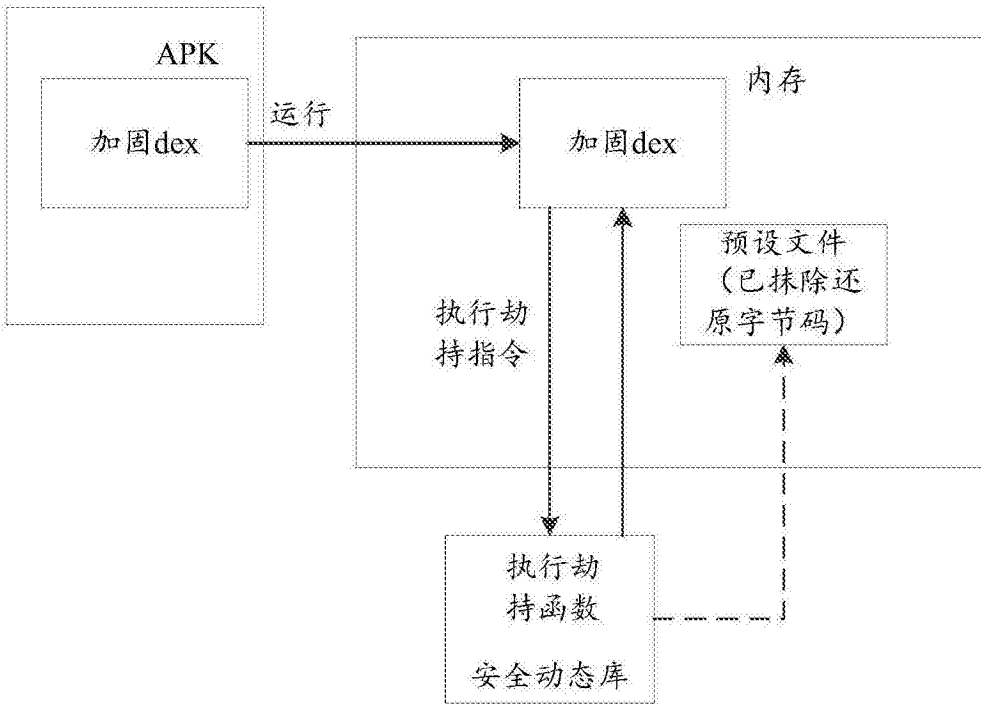 APK
加固dex
运行
内存
加固dex
预设文件
（已抹除还
原字节码）
执行劫
持指令
执行劫
持函数
安全动态库